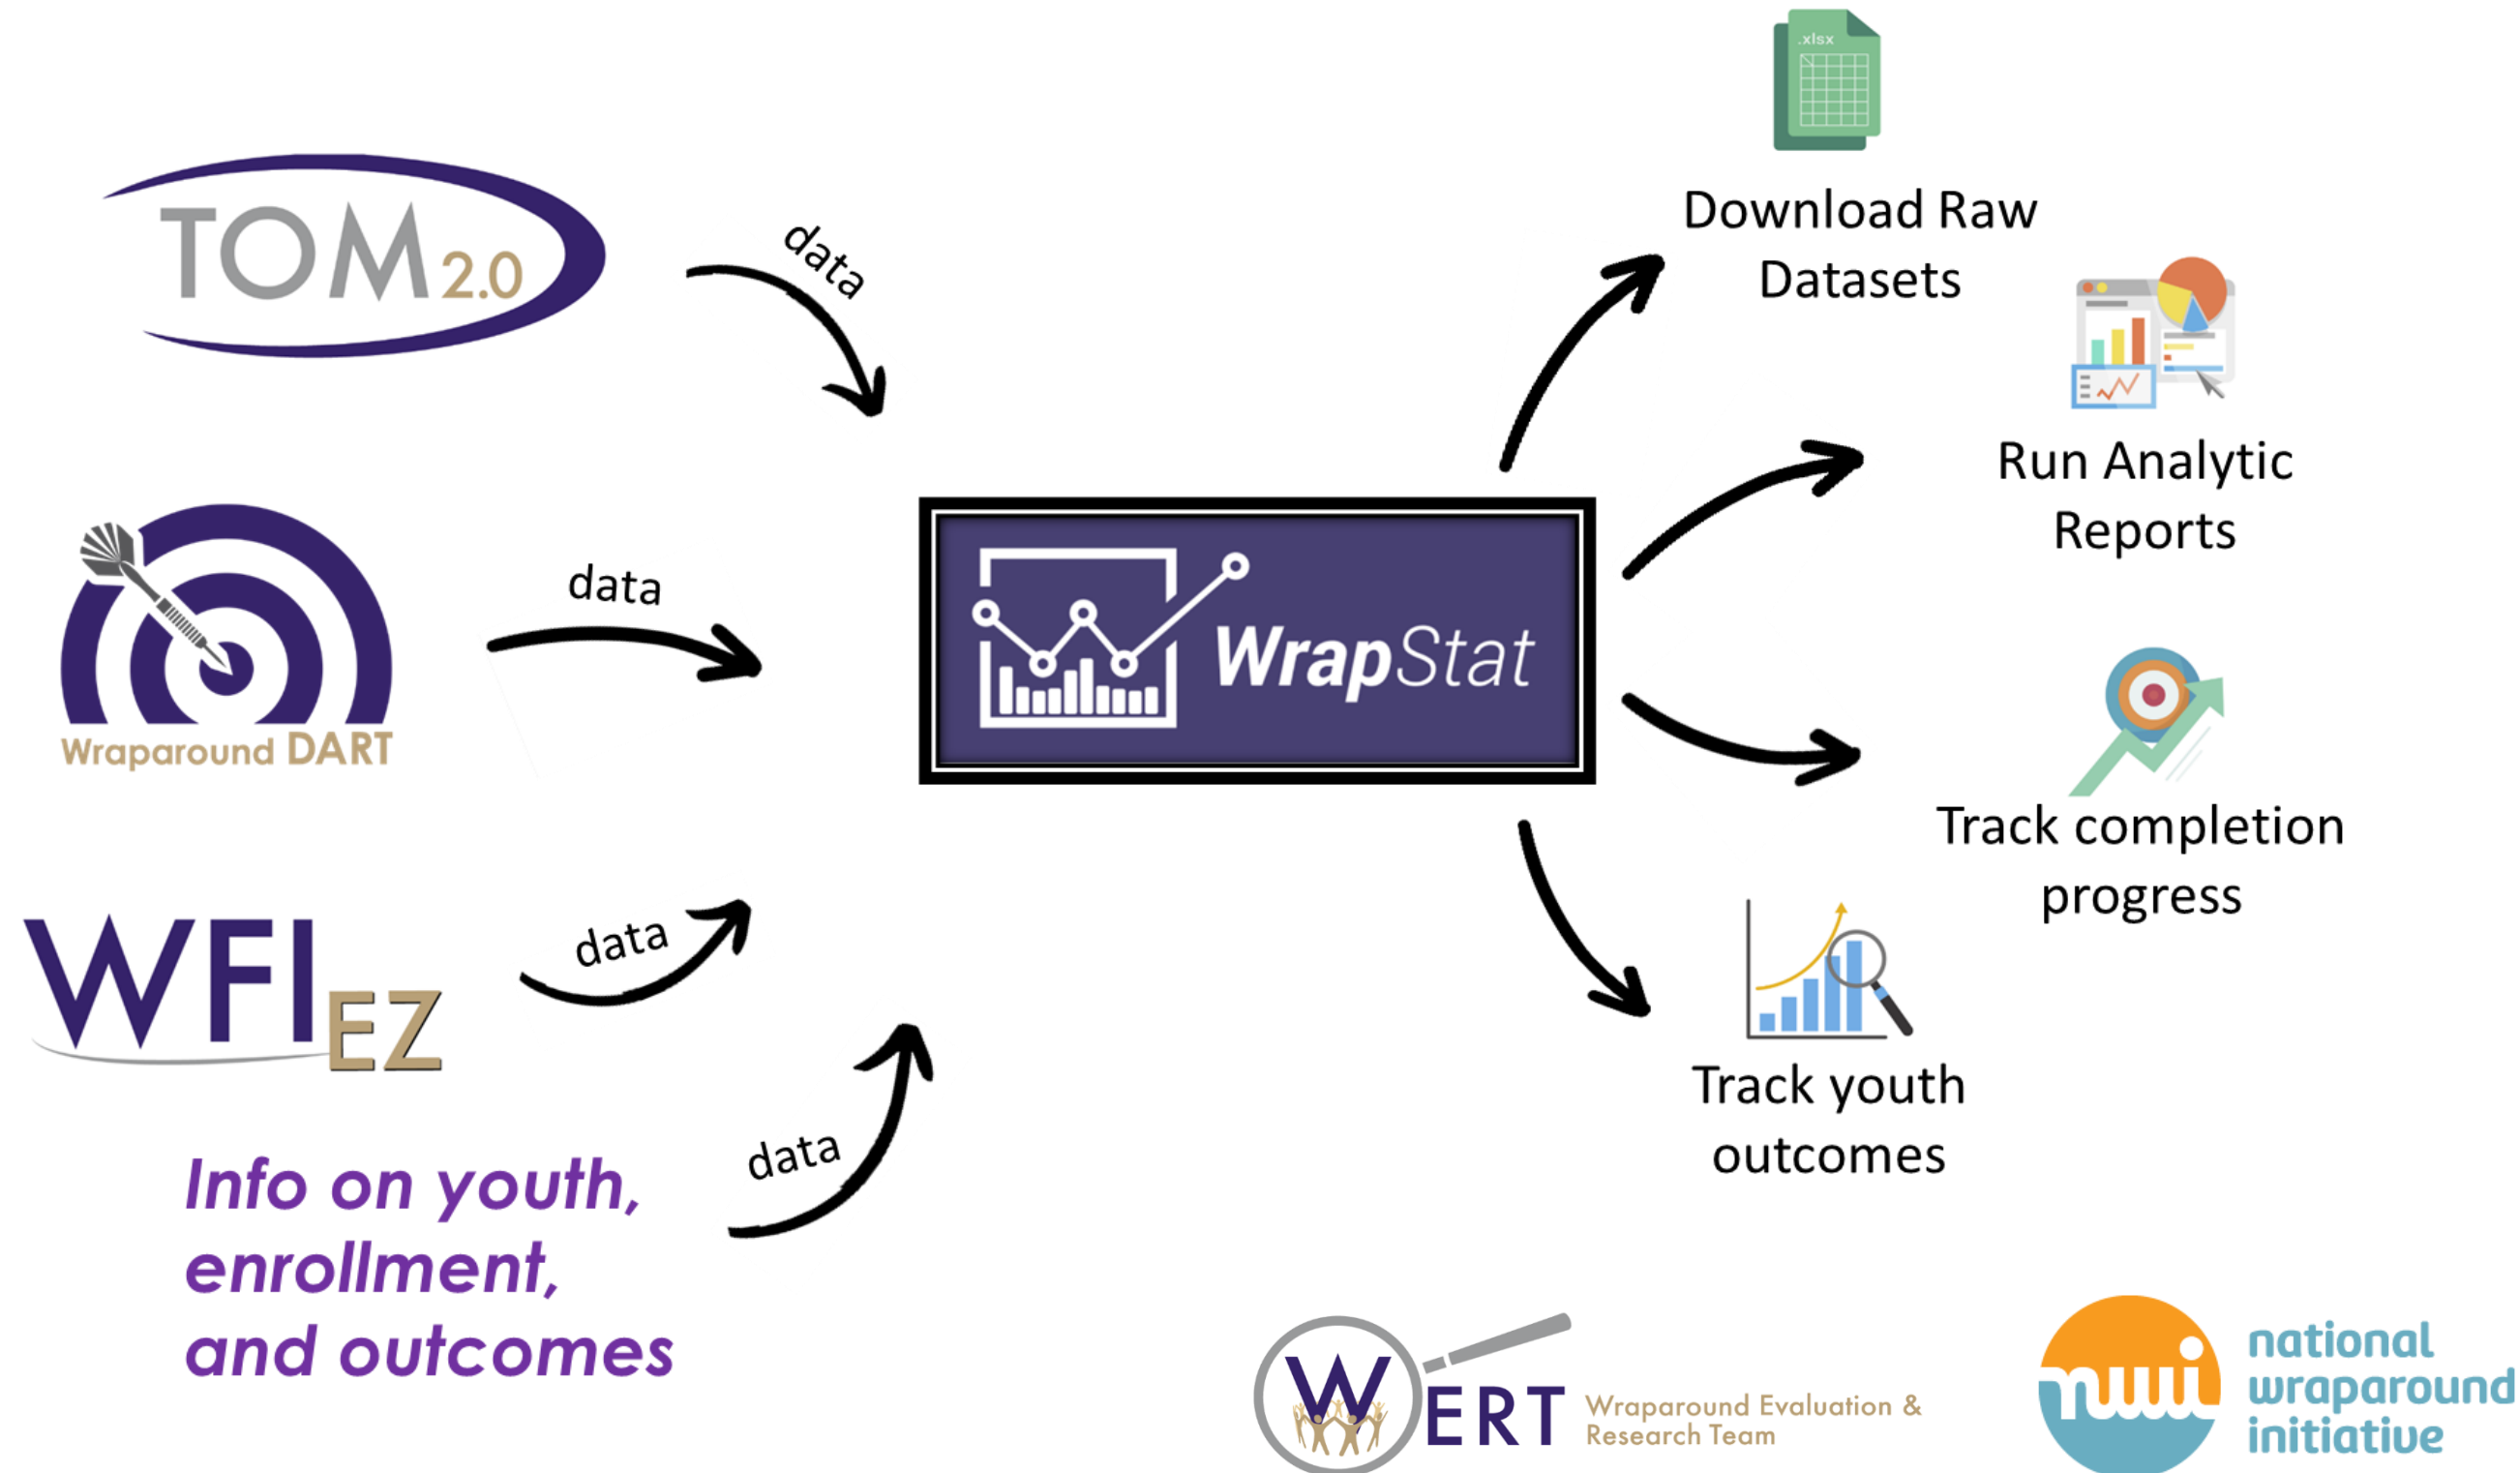 TOM 2.0
data
Wraparound DART
data
WFI EZ
data
Info on youth,
enrollment,
and outcomes
data
WrapStat
.xlsx
Download Raw
Datasets
Run Analytic
Reports
Track completion
progress
Track youth
outcomes
WERT
Wraparound Evaluation &
Research Team
nwi
national
wraparound
initiative